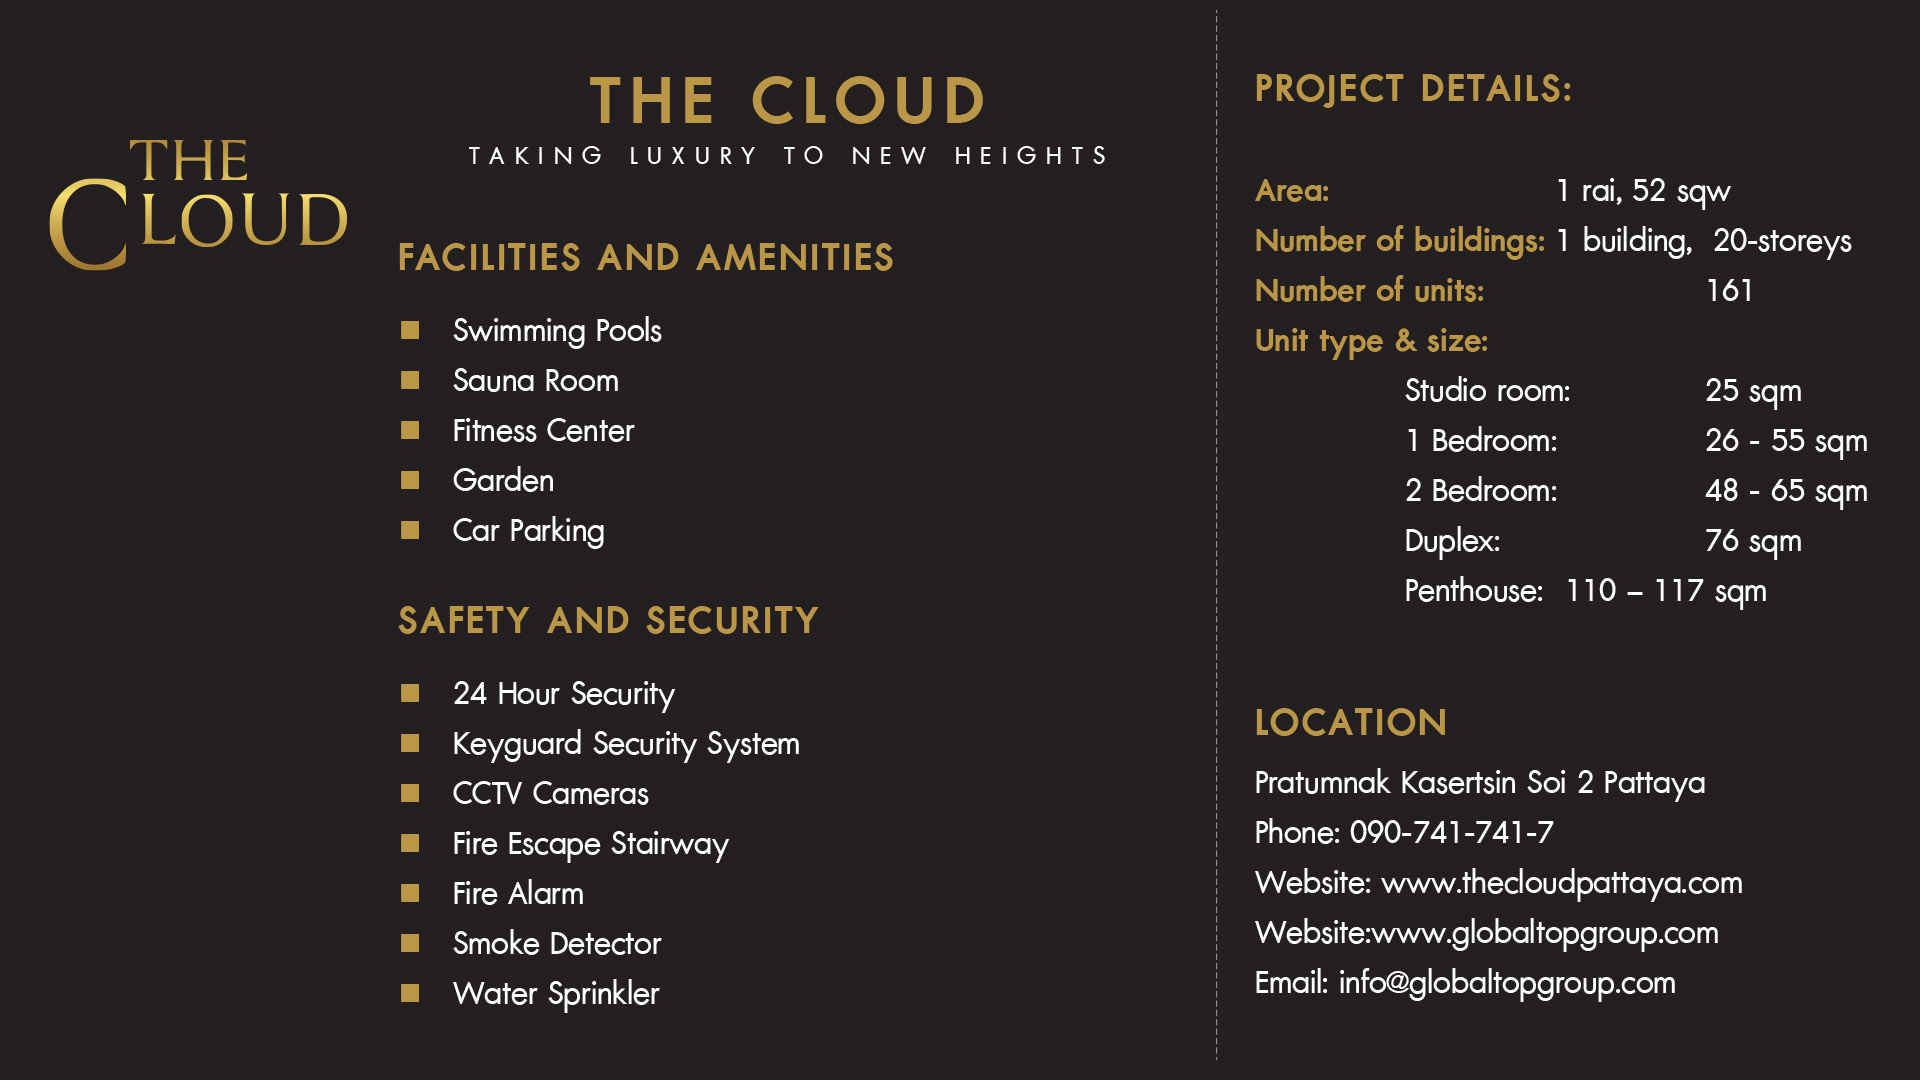 THE
CLOUD
THE CLOUD
TAKING LUXURY TO NEW HEIGHTS
FACILITIES AND AMENITIES
Swimming Pools
Sauna Room
Fitness Center
Garden
Car Parking
SAFETY AND SECURITY
24 Hour Security
Keyguard Security System
CCTV Cameras
Fire Escape Stairway
Fire Alarm
Smoke Detector
Water Sprinkler
PROJECT DETAILS:
Area: 1 rai, 52 sqw
Number of buildings: 1 building, 20-storeys
Number of units: 161
Unit type & size:
Studio room: 25 sqm
1 Bedroom: 26 - 55 sqm
2 Bedroom: 48 - 65 sqm
Duplex: 76 sqm
Penthouse: 110 – 117 sqm
LOCATION
Pratumnak Kasertsin Soi 2 Pattaya
Phone: 090-741-741-7
Website: www.thecloudpattaya.com
Website:www.globaltopgroup.com
Email: info@globaltopgroup.com